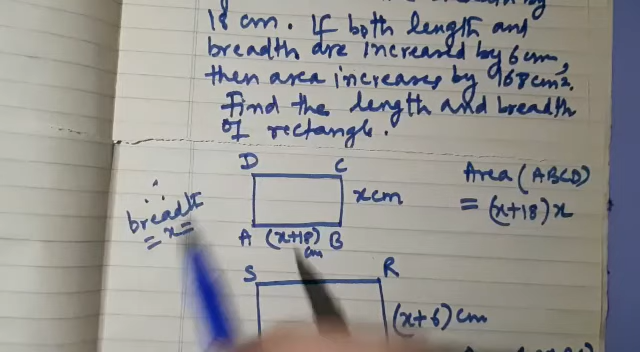 18 cm. If both length and
breadth are increased by 6 cm,
then area increases by 168 cm².
Find the length and breadth
of rectangle.
D C
x cm
Area (ABCD)
= (x+18) x
breadth
= x =
A (x+18) B
cm
S R
(x+6) cm